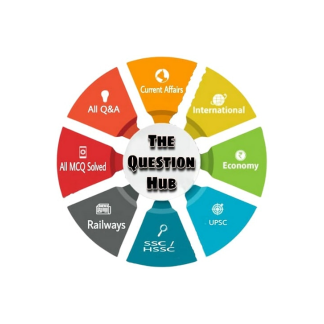 Current Affairs
International
Economy
UPSC
SSC /
HSSC
Railways
All MCQ Solved
All Q&A
THE
QUESTION
HUB